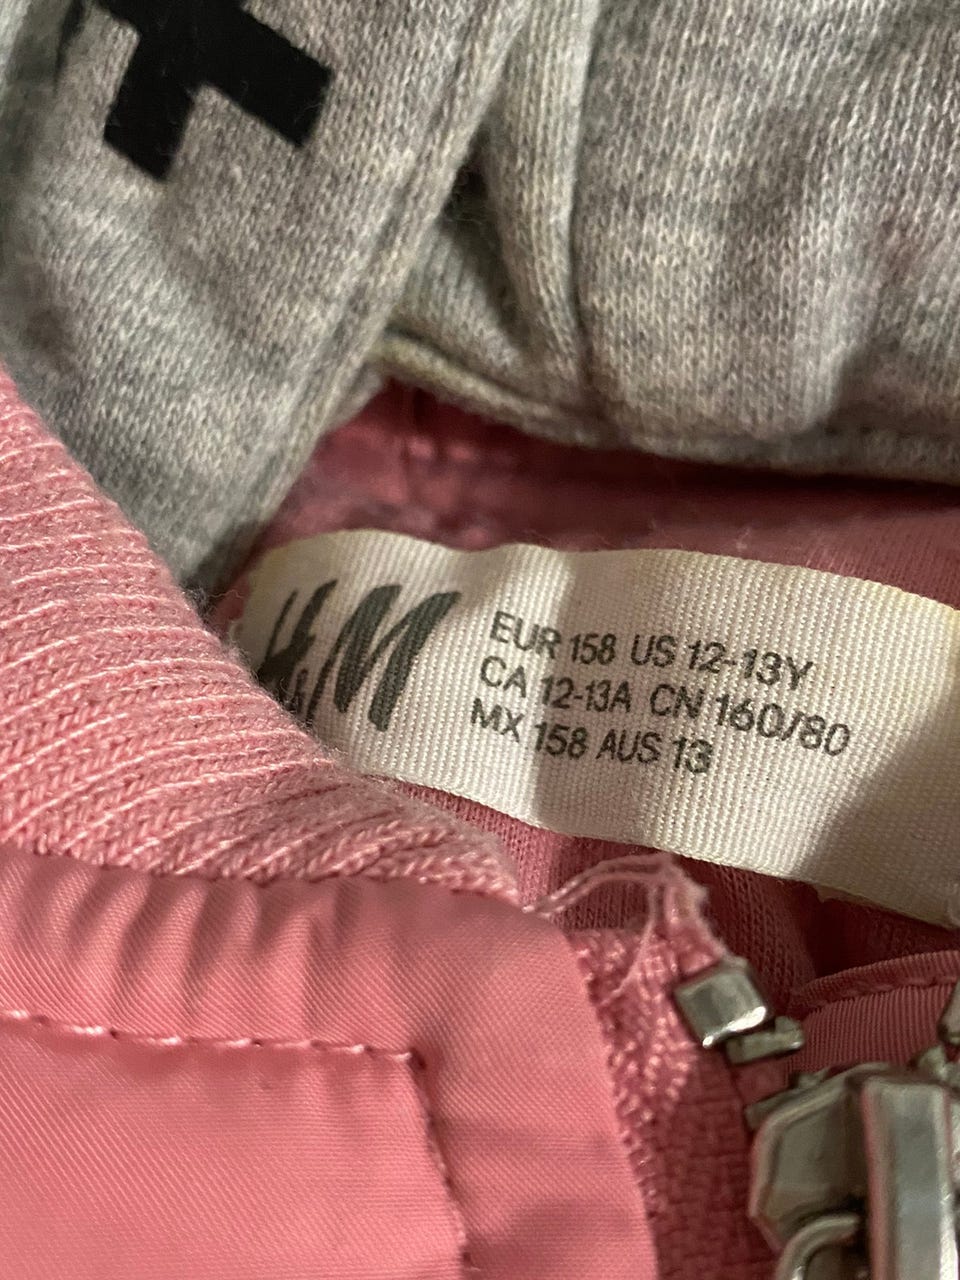 H&M
EUR 158 US 12-13Y
CA 12-13A CN 160/80
MX 158 AUS 13